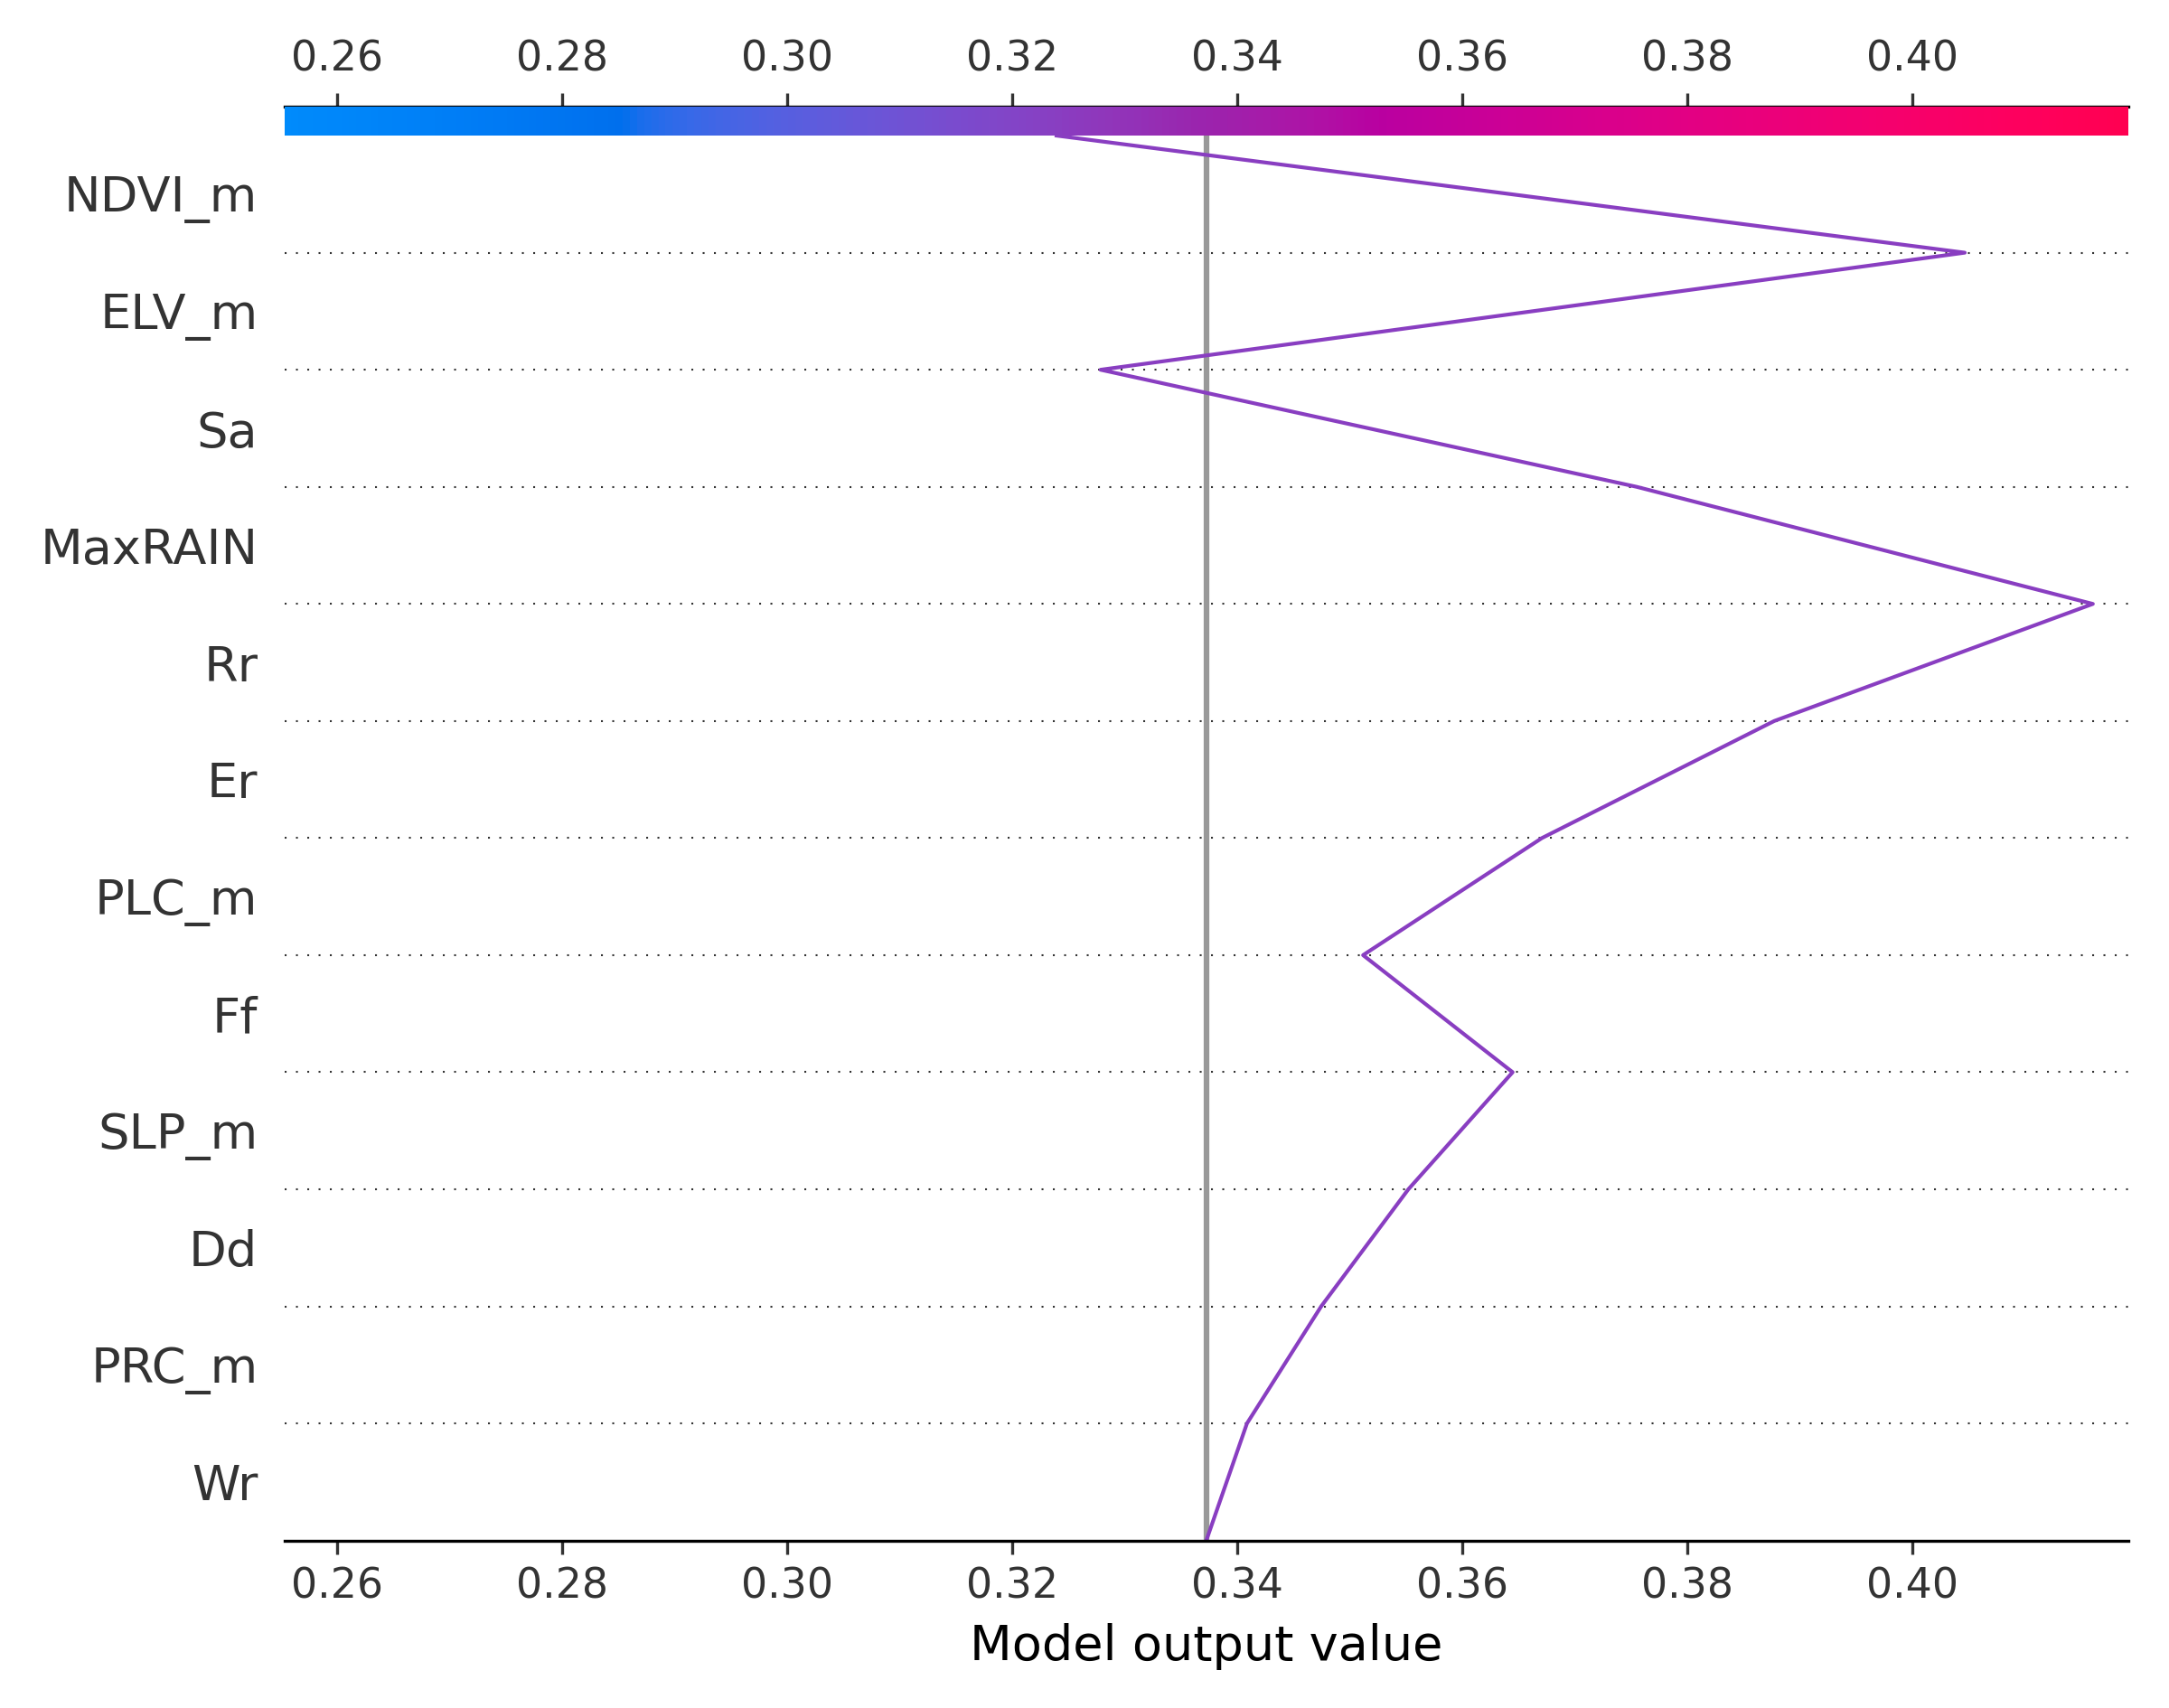 0.26 0.28 0.30 0.32 0.34 0.36 0.38 0.40
NDVI_m
ELV_m
Sa
MaxRAIN
Rr
Er
PLC_m
Ff
SLP_m
Dd
PRC_m
Wr
0.26 0.28 0.30 0.32 0.34 0.36 0.38 0.40
Model output value